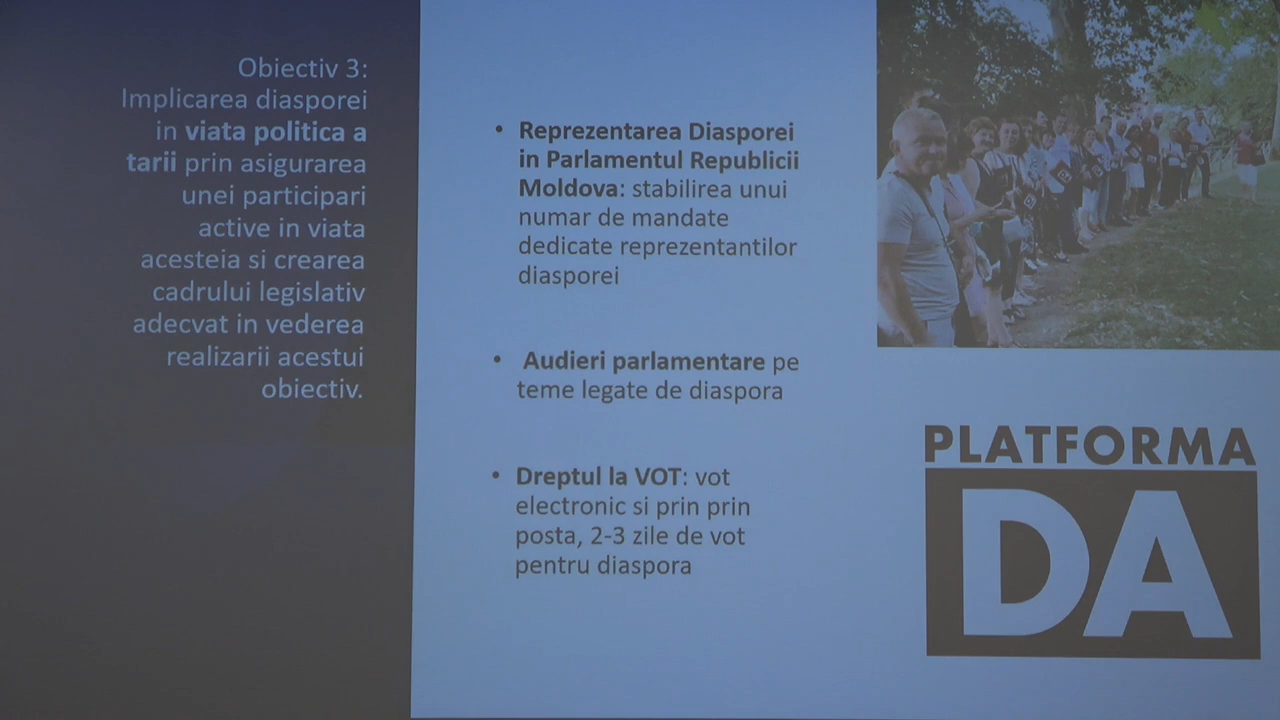 Obiectiv 3:
Implicarea diasporei
in viata politica a
tarii prin asigurarea
unei participari
active in viata
acesteia si crearea
cadrului legislativ
adecvat in vederea
realizarii acestui
obiectiv.
• Reprezentarea Diasporei
in Parlamentul Republicii
Moldova: stabilirea unui
numar de mandate
dedicate reprezentantilor
diasporei
• Audieri parlamentare pe
teme legate de diaspora
• Dreptul la VOT: vot
electronic si prin prin
posta, 2-3 zile de vot
pentru diaspora
PLATFORMA
DA